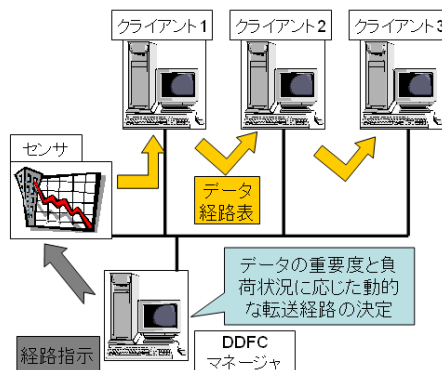 クライアント1
クライアント2
クライアント3
センサ
データ
経路表
データの重要度と負
荷状況に応じた動的
な転送経路の決定
経路指示
DDFC
マネージャ